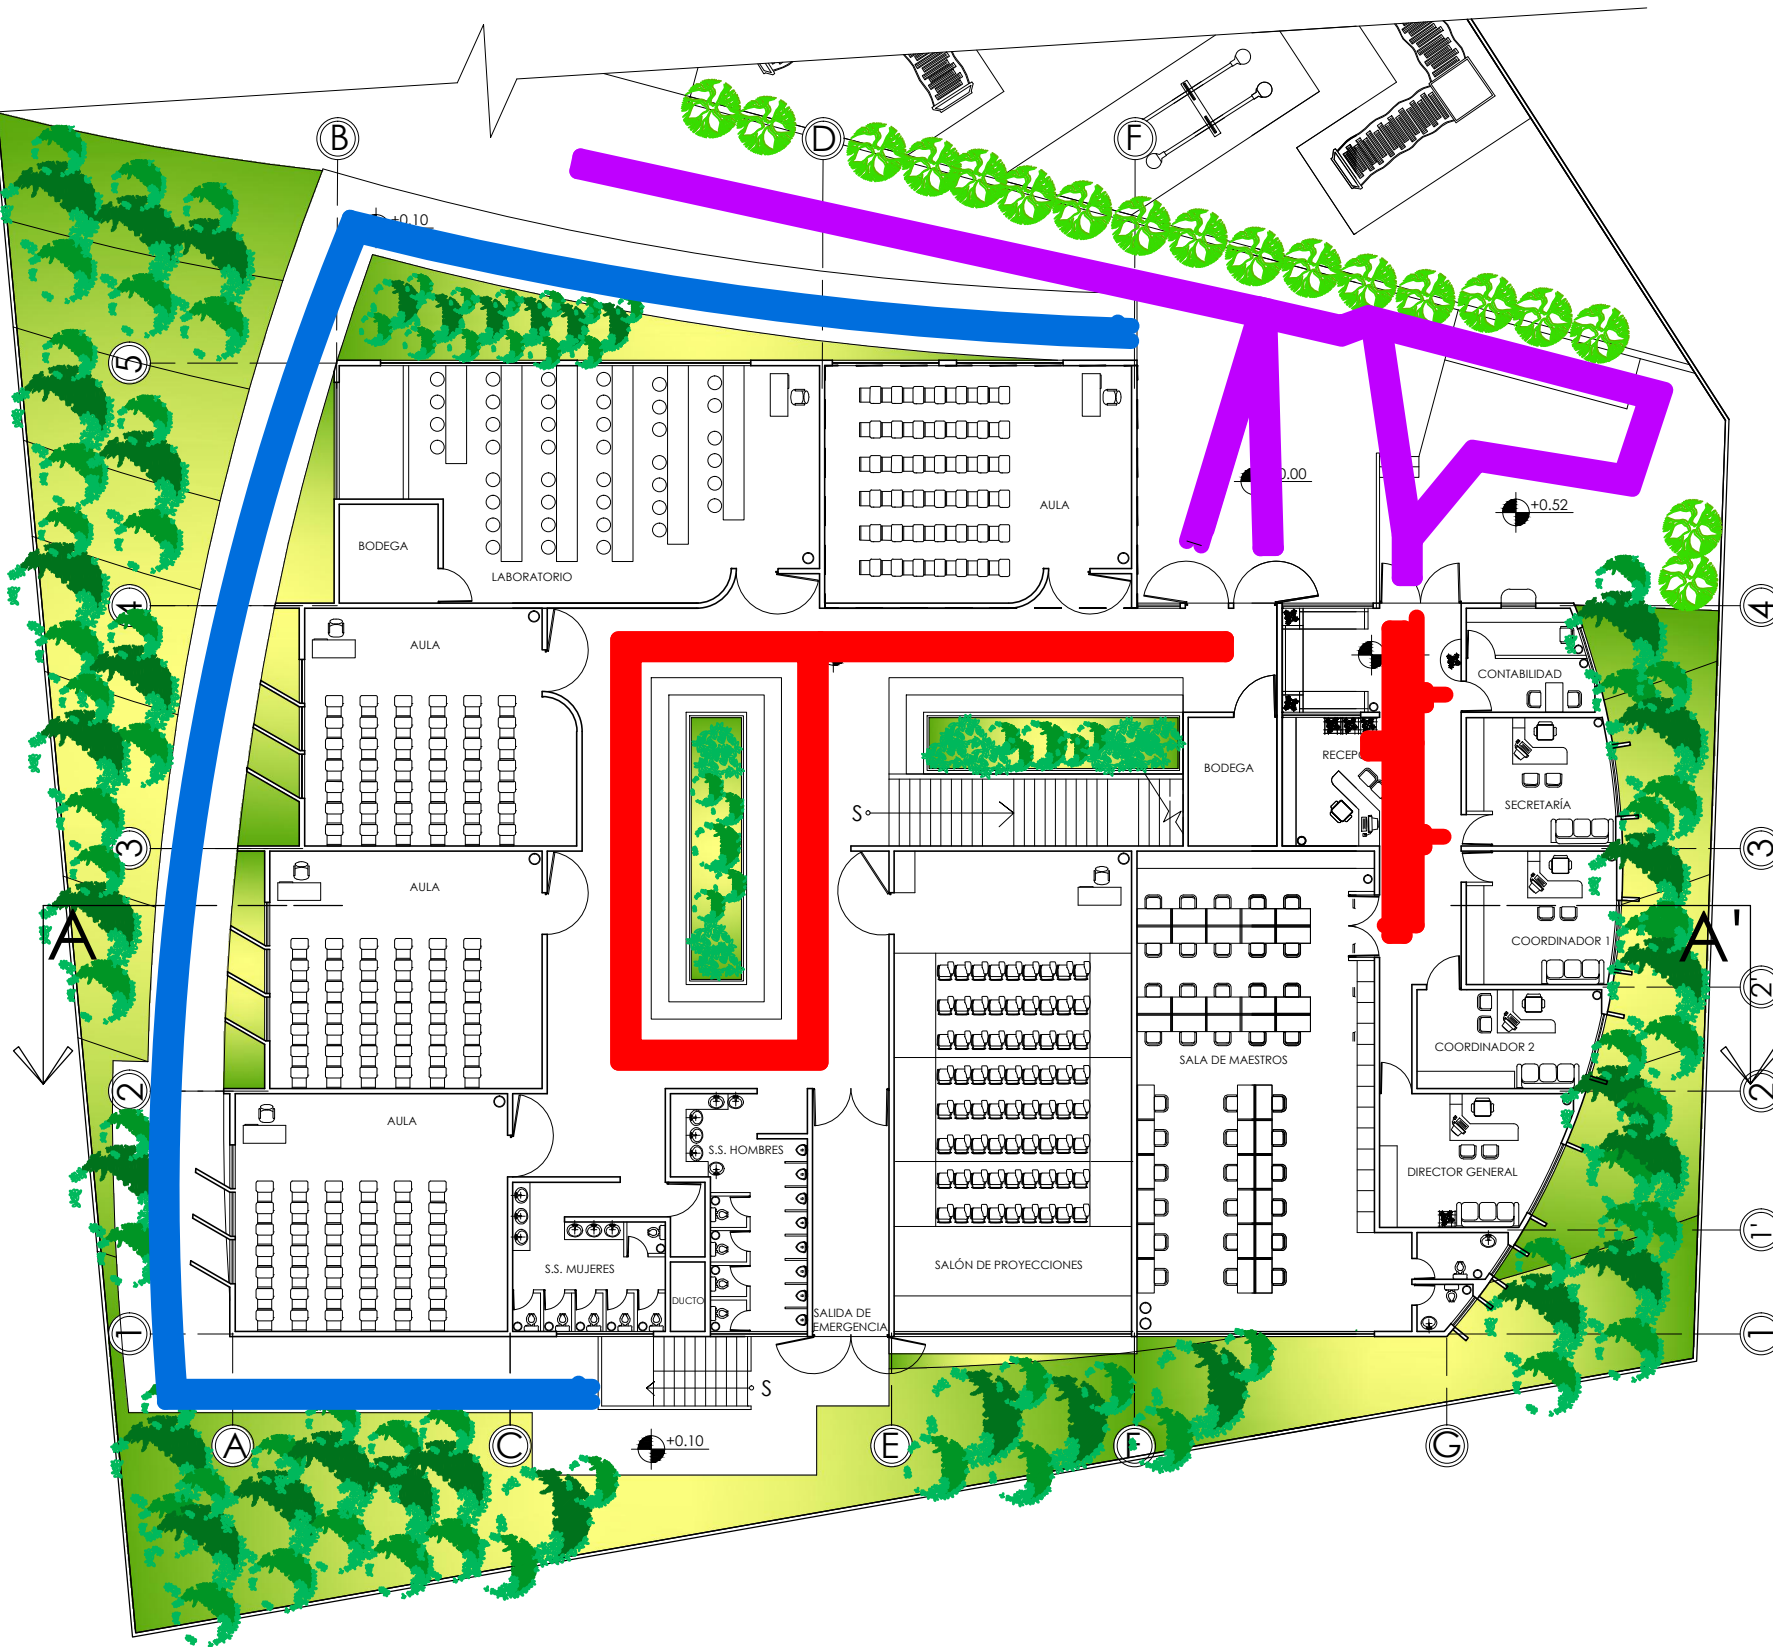 B
D
F
+0.10
5
0.00
+0.52
AULA
BODEGA
LABORATORIO
4
4
AULA
CONTABILIDAD
BODEGA
SECRETARÍA
S
3
3
AULA
A
A'
COORDINADOR 1
2'
COORDINADOR 2
SALA DE MAESTROS
2
2
AULA
S.S. HOMBRES
DIRECTOR GENERAL
1'
S.S. MUJERES
SALÓN DE PROYECCIONES
DUCTO
SALIDA DE
EMERGENCIA
1
1
S
+0.10
A
C
E
F
G